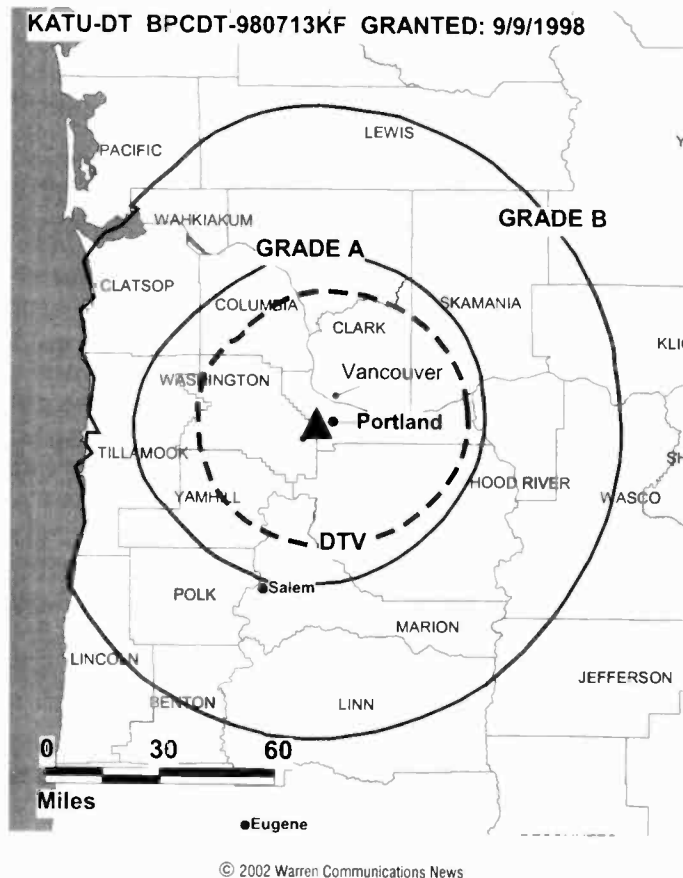 KATU-DT BPCDT-980713KF GRANTED: 9/9/1998
LEWIS
PACIFIC
WAHKIAKUM
GRADE B
GRADE A
CLATSOP
COLUMBIA
SKAMANIA
CLARK
KLIC
Vancouver
WASHINGTON
Portland
TILLAMOOK
SH
HOOD RIVER
YAMHILL
WASCO
DTV
Salem
POLK
MARION
LINCOLN
JEFFERSON
BENTON
LINN
0 30 60
Miles
Eugene
© 2002 Warren Communications News